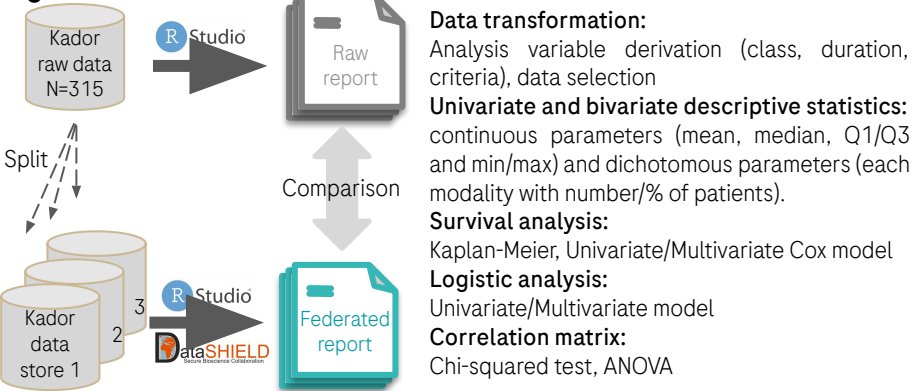 Kador
raw data
N=315
R Studio
Raw
report
Split
Comparison
Kador
data
store 1
2
3
R Studio
DataSHIELD
Secure Bioscience Collaboration
Federated
report
Data transformation:
Analysis variable derivation (class, duration,
criteria), data selection
Univariate and bivariate descriptive statistics:
continuous parameters (mean, median, Q1/Q3
and min/max) and dichotomous parameters (each
modality with number/% of patients).
Survival analysis:
Kaplan-Meier, Univariate/Multivariate Cox model
Logistic analysis:
Univariate/Multivariate model
Correlation matrix:
Chi-squared test, ANOVA